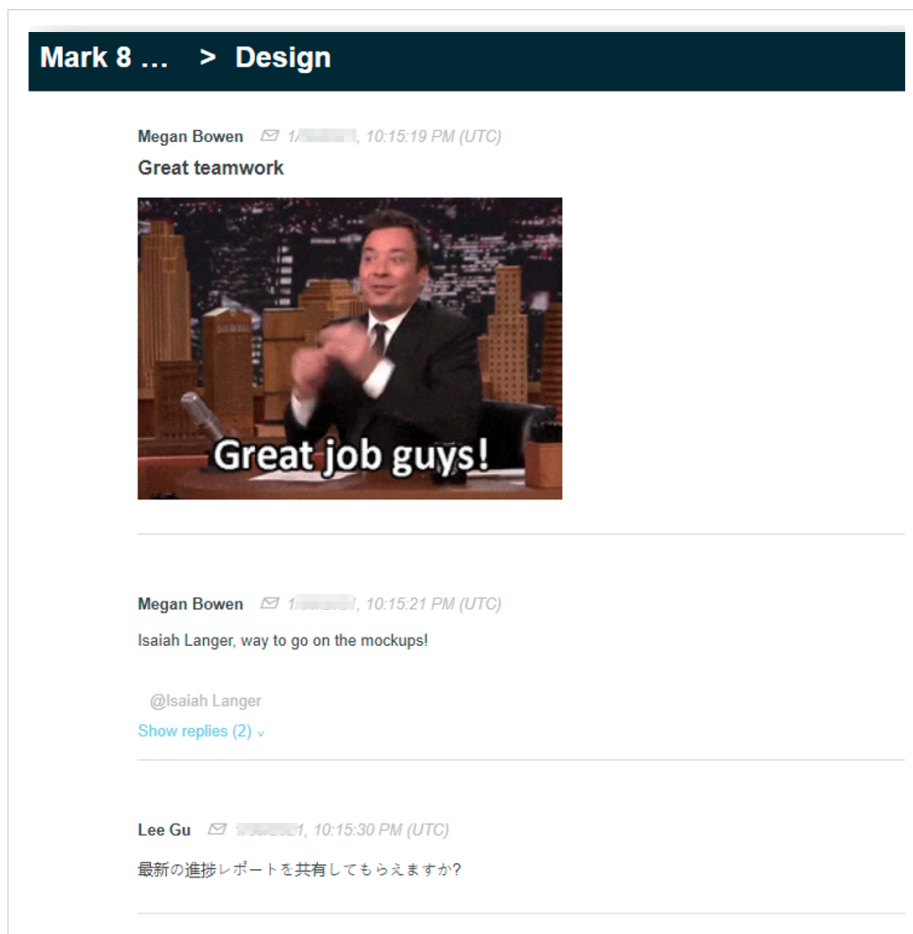 Mark 8 ... > Design
Megan Bowen 1/ , 10:15:19 PM (UTC)
Great teamwork
Great job guys!
Megan Bowen 1 , 10:15:21 PM (UTC)
Isaiah Langer, way to go on the mockups!
@Isaiah Langer
Show replies (2)
Lee Gu 1, 10:15:30 PM (UTC)
最新の進捗レポートを共有してもらえますか?